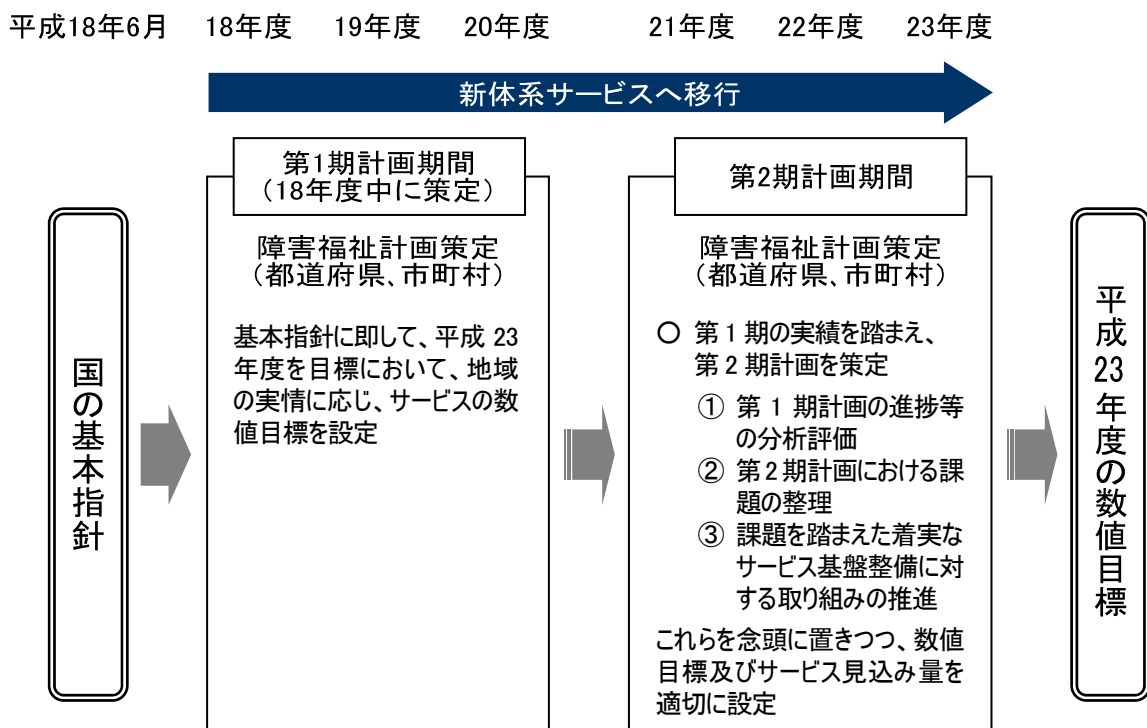 平成18年6月 18年度 19年度 20年度 21年度 22年度 23年度
新体系サービスへ移行
国の基本指針
第1期計画期間
(18年度中に策定)
障害福祉計画策定
(都道府県、市町村)
基本指針に即して、平成 23
年度を目標において、地域
の実情に応じ、サービスの数
値目標を設定
第2期計画期間
障害福祉計画策定
(都道府県、市町村)
○ 第1期の実績を踏まえ、
第2期計画を策定
① 第1期計画の進捗等
の分析評価
② 第2期計画における課
題の整理
③ 課題を踏まえた着実な
サービス基盤整備に対
する取り組みの推進
これらを念頭に置きつつ、数値
目標及びサービス見込み量を
適切に設定
平成23年度の数値目標